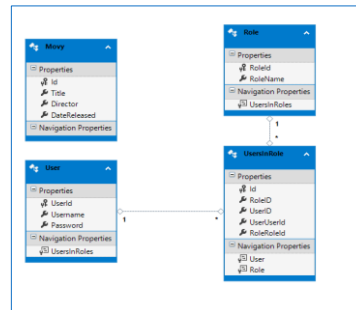 Movy
Properties
Id
Title
Director
DateReleased
Navigation Properties
Role
Properties
RoleId
RoleName
Navigation Properties
UsersInRoles
1
*
User
Properties
UserId
Username
Password
Navigation Properties
UsersInRoles
1
*
UsersInRole
Properties
Id
RoleID
UserID
UserUserId
RoleRoleId
Navigation Properties
User
Role